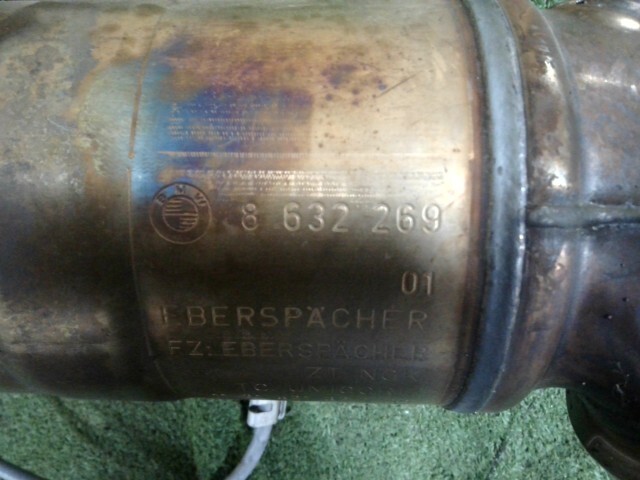 BMW
8 632 269
01
EBERSPÄCHER
FZ: EBERSPÄCHER